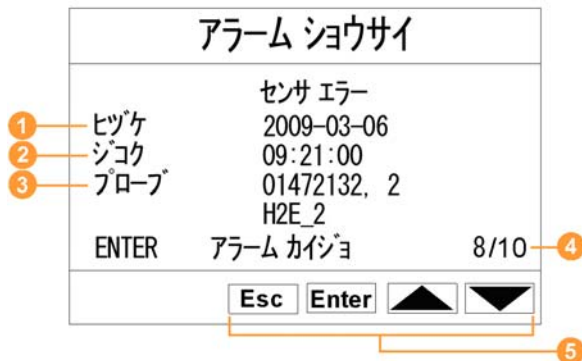 アラーム ショウサイ
センサ エラー
1 ヒヅケ 2009-03-06
2 ジコク 09:21:00
3 プローブ 01472132, 2
H2E_2
ENTER アラーム カイジョ 8/10 4
Esc Enter
5